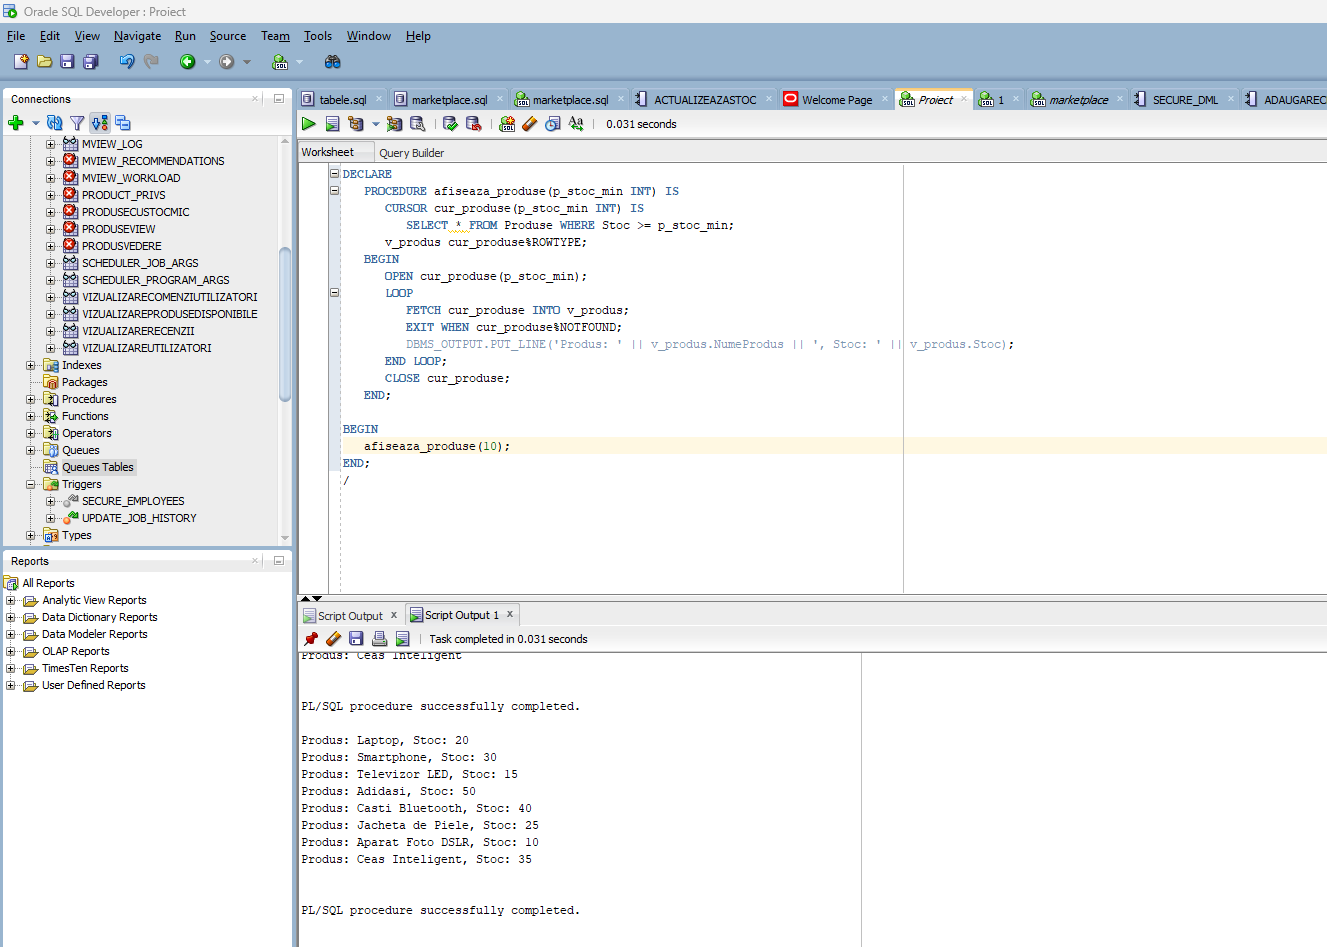 Oracle SQL Developer : Proiect
File Edit View Navigate Run Source Team Tools Window Help
Connections
MVIEW_LOG
MVIEW_RECOMMENDATIONS
MVIEW_WORKLOAD
PRODUCT_PRIVS
PRODUSECUSTOCMIC
PRODUSEVIEW
PRODUSVEDERE
SCHEDULER_JOB_ARGS
SCHEDULER_PROGRAM_ARGS
VIZUALIZARECOMENZIUTILIZATORI
VIZUALIZAREPRODUSEDISPONIBILE
VIZUALIZARERECENZII
VIZUALIZAREUTILIZATORI
Indexes
Packages
Procedures
Functions
Operators
Queues
Queues Tables
Triggers
SECURE_EMPLOYEES
UPDATE_JOB_HISTORY
Types
Reports
All Reports
Analytic View Reports
Data Dictionary Reports
Data Modeler Reports
OLAP Reports
TimesTen Reports
User Defined Reports
tabele.sql marketplace.sql marketplace.sql ACTUALIZEAZASTOC Welcome Page Proiect 1 marketplace SECURE_DML ADAUGAREC
0.031 seconds
Worksheet Query Builder
DECLARE
PROCEDURE afiseaza_produse(p_stoc_min INT) IS
CURSOR cur_produse(p_stoc_min INT) IS
SELECT * FROM Produse WHERE Stoc >= p_stoc_min;
v_produs cur_produse%ROWTYPE;
BEGIN
OPEN cur_produse(p_stoc_min);
LOOP
FETCH cur_produse INTO v_produs;
EXIT WHEN cur_produse%NOTFOUND;
DBMS_OUTPUT.PUT_LINE('Produs: ' || v_produs.NumeProdus || ', Stoc: ' || v_produs.Stoc);
END LOOP;
CLOSE cur_produse;
END;
BEGIN
afiseaza_produse(10);
END;
/
Script Output Script Output 1
Task completed in 0.031 seconds
Produs: Ceas Inteligent
PL/SQL procedure successfully completed.
Produs: Laptop, Stoc: 20
Produs: Smartphone, Stoc: 30
Produs: Televizor LED, Stoc: 15
Produs: Adidasi, Stoc: 50
Produs: Casti Bluetooth, Stoc: 40
Produs: Jacheta de Piele, Stoc: 25
Produs: Aparat Foto DSLR, Stoc: 10
Produs: Ceas Inteligent, Stoc: 35
PL/SQL procedure successfully completed.